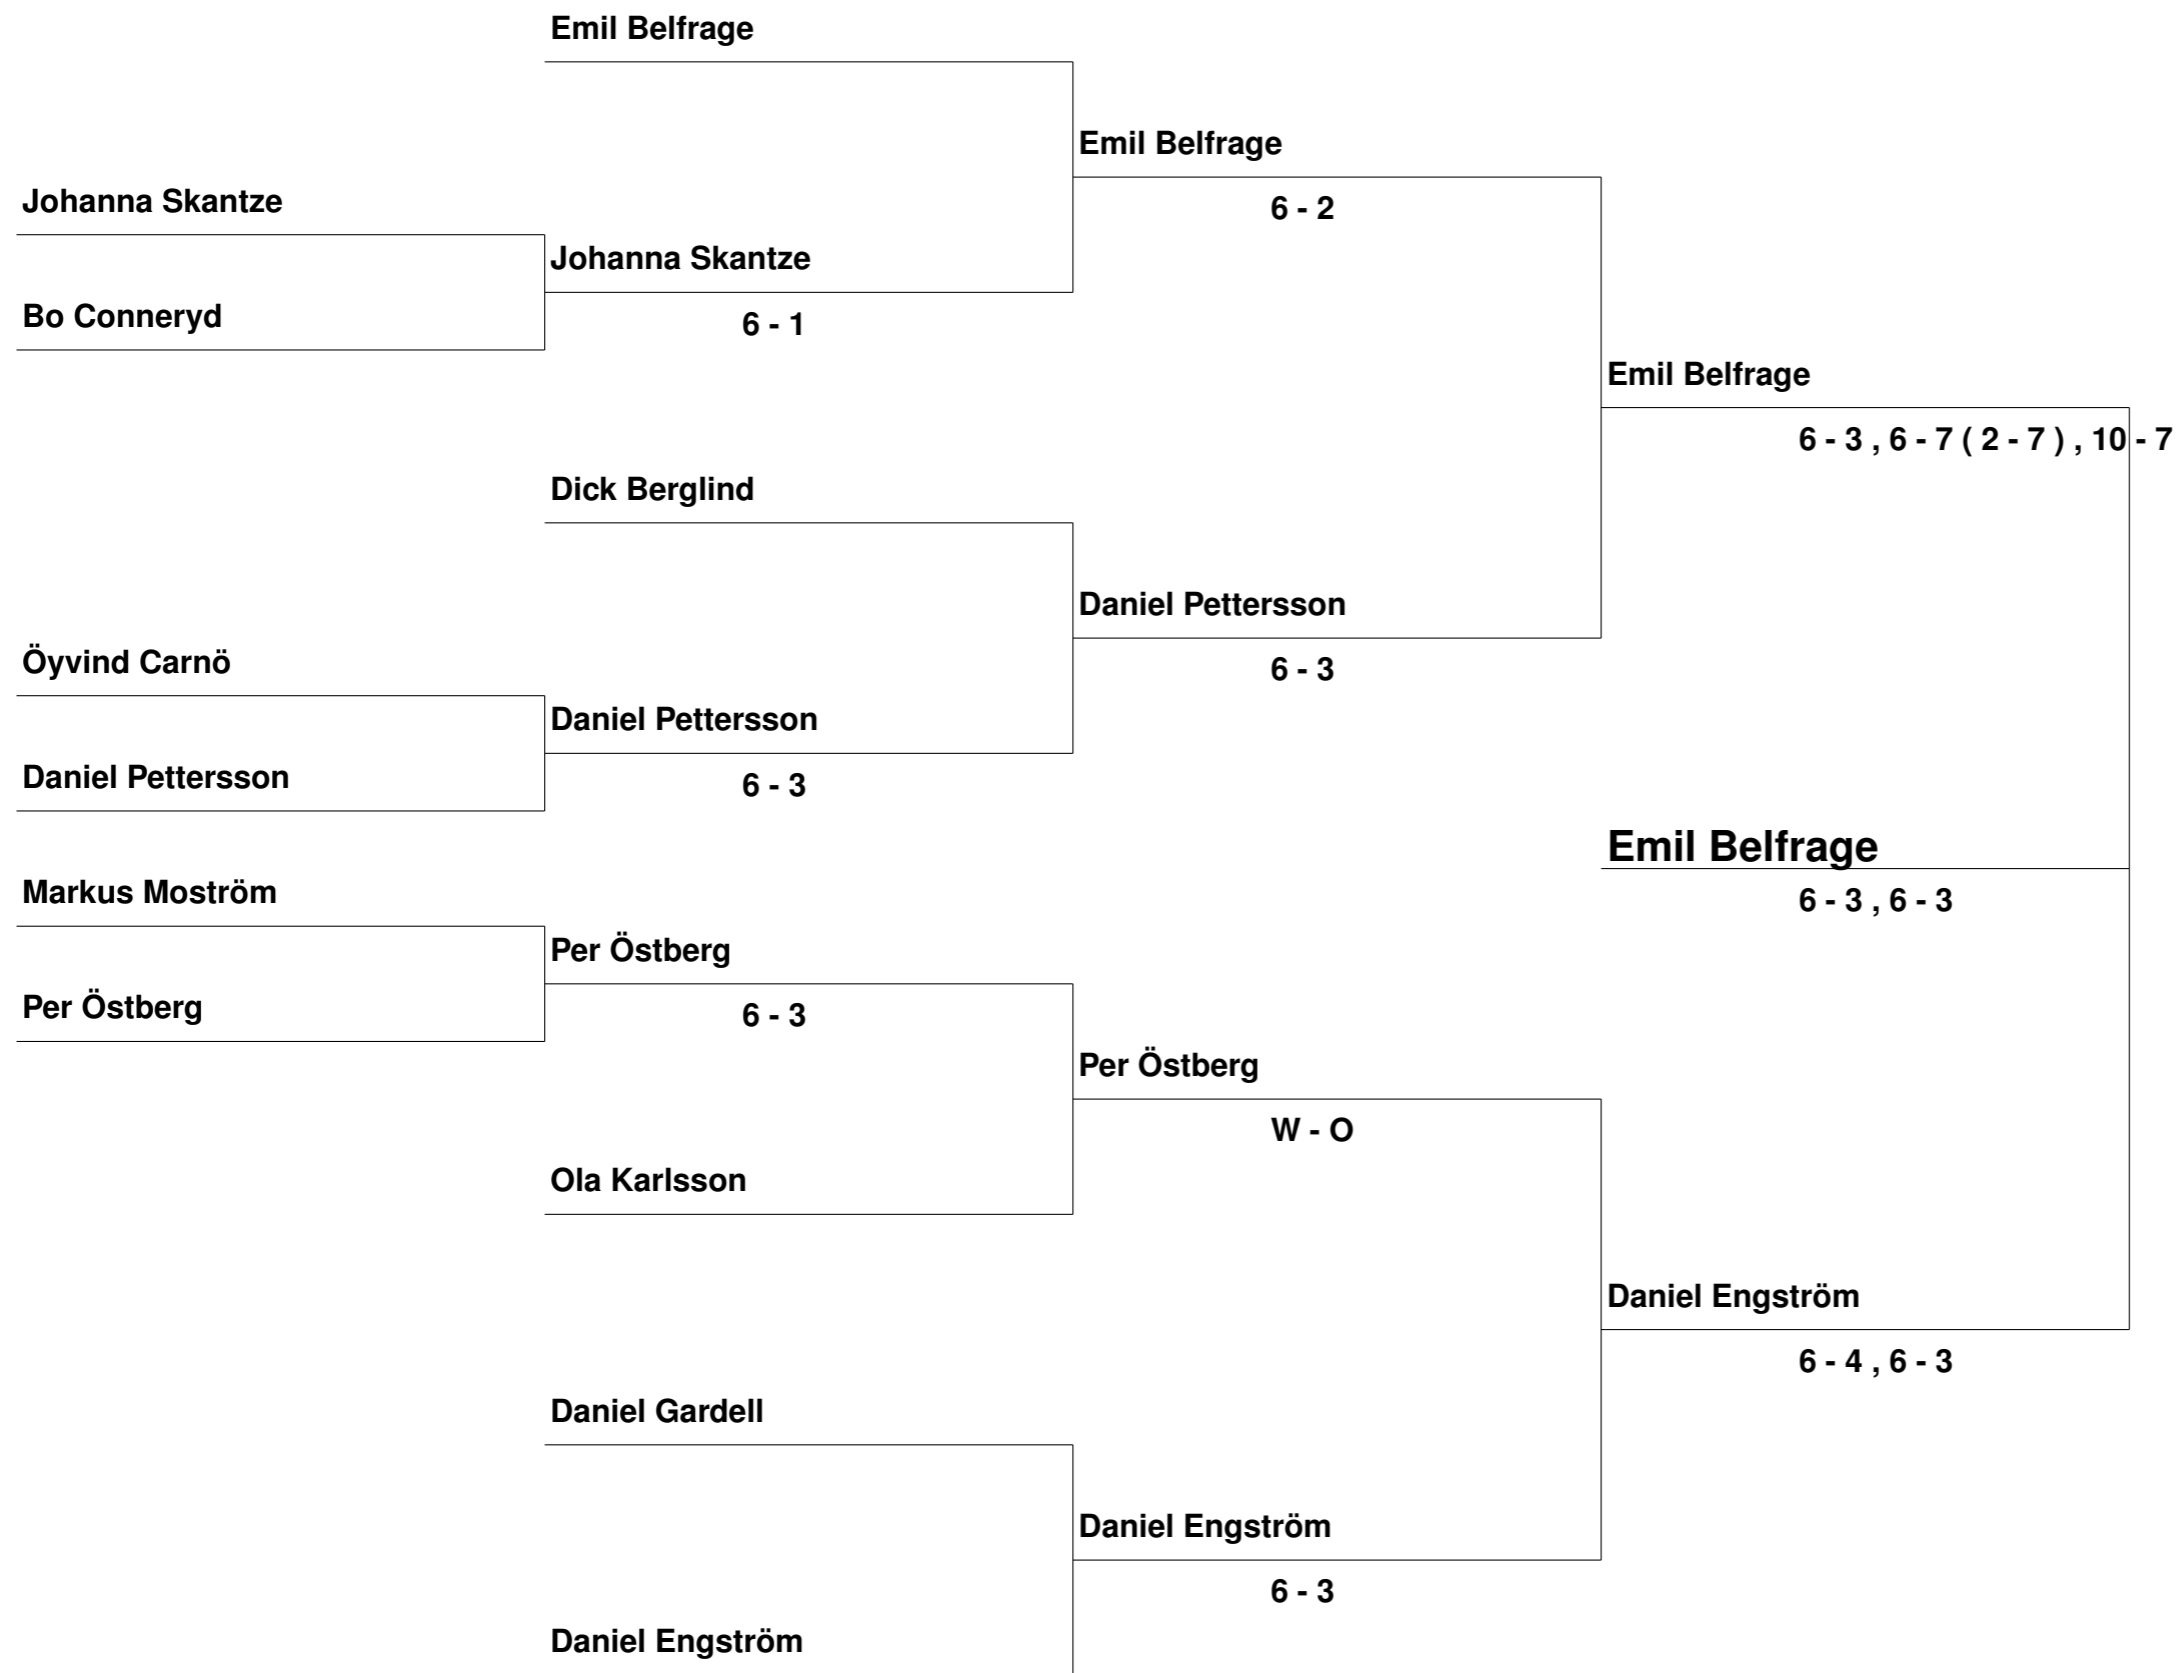 Emil Belfrage
Emil Belfrage
Johanna Skantze
6 - 2
Johanna Skantze
Bo Conneryd
6 - 1
Emil Belfrage
6 - 3 , 6 - 7 ( 2 - 7 ) , 10 - 7
Dick Berglind
Daniel Pettersson
Öyvind Carnö
6 - 3
Daniel Pettersson
Daniel Pettersson
6 - 3
Emil Belfrage
Markus Moström
6 - 3 , 6 - 3
Per Östberg
Per Östberg
6 - 3
Per Östberg
W - O
Ola Karlsson
Daniel Engström
6 - 4 , 6 - 3
Daniel Gardell
Daniel Engström
6 - 3
Daniel Engström